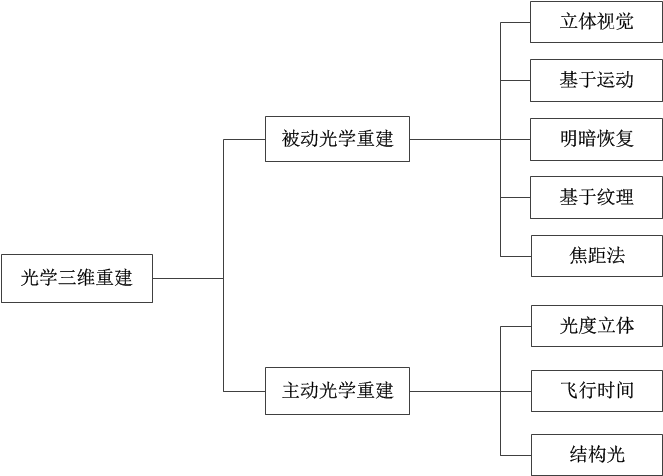 光学三维重建
被动光学重建
立体视觉
基于运动
明暗恢复
基于纹理
焦距法
主动光学重建
光度立体
飞行时间
结构光